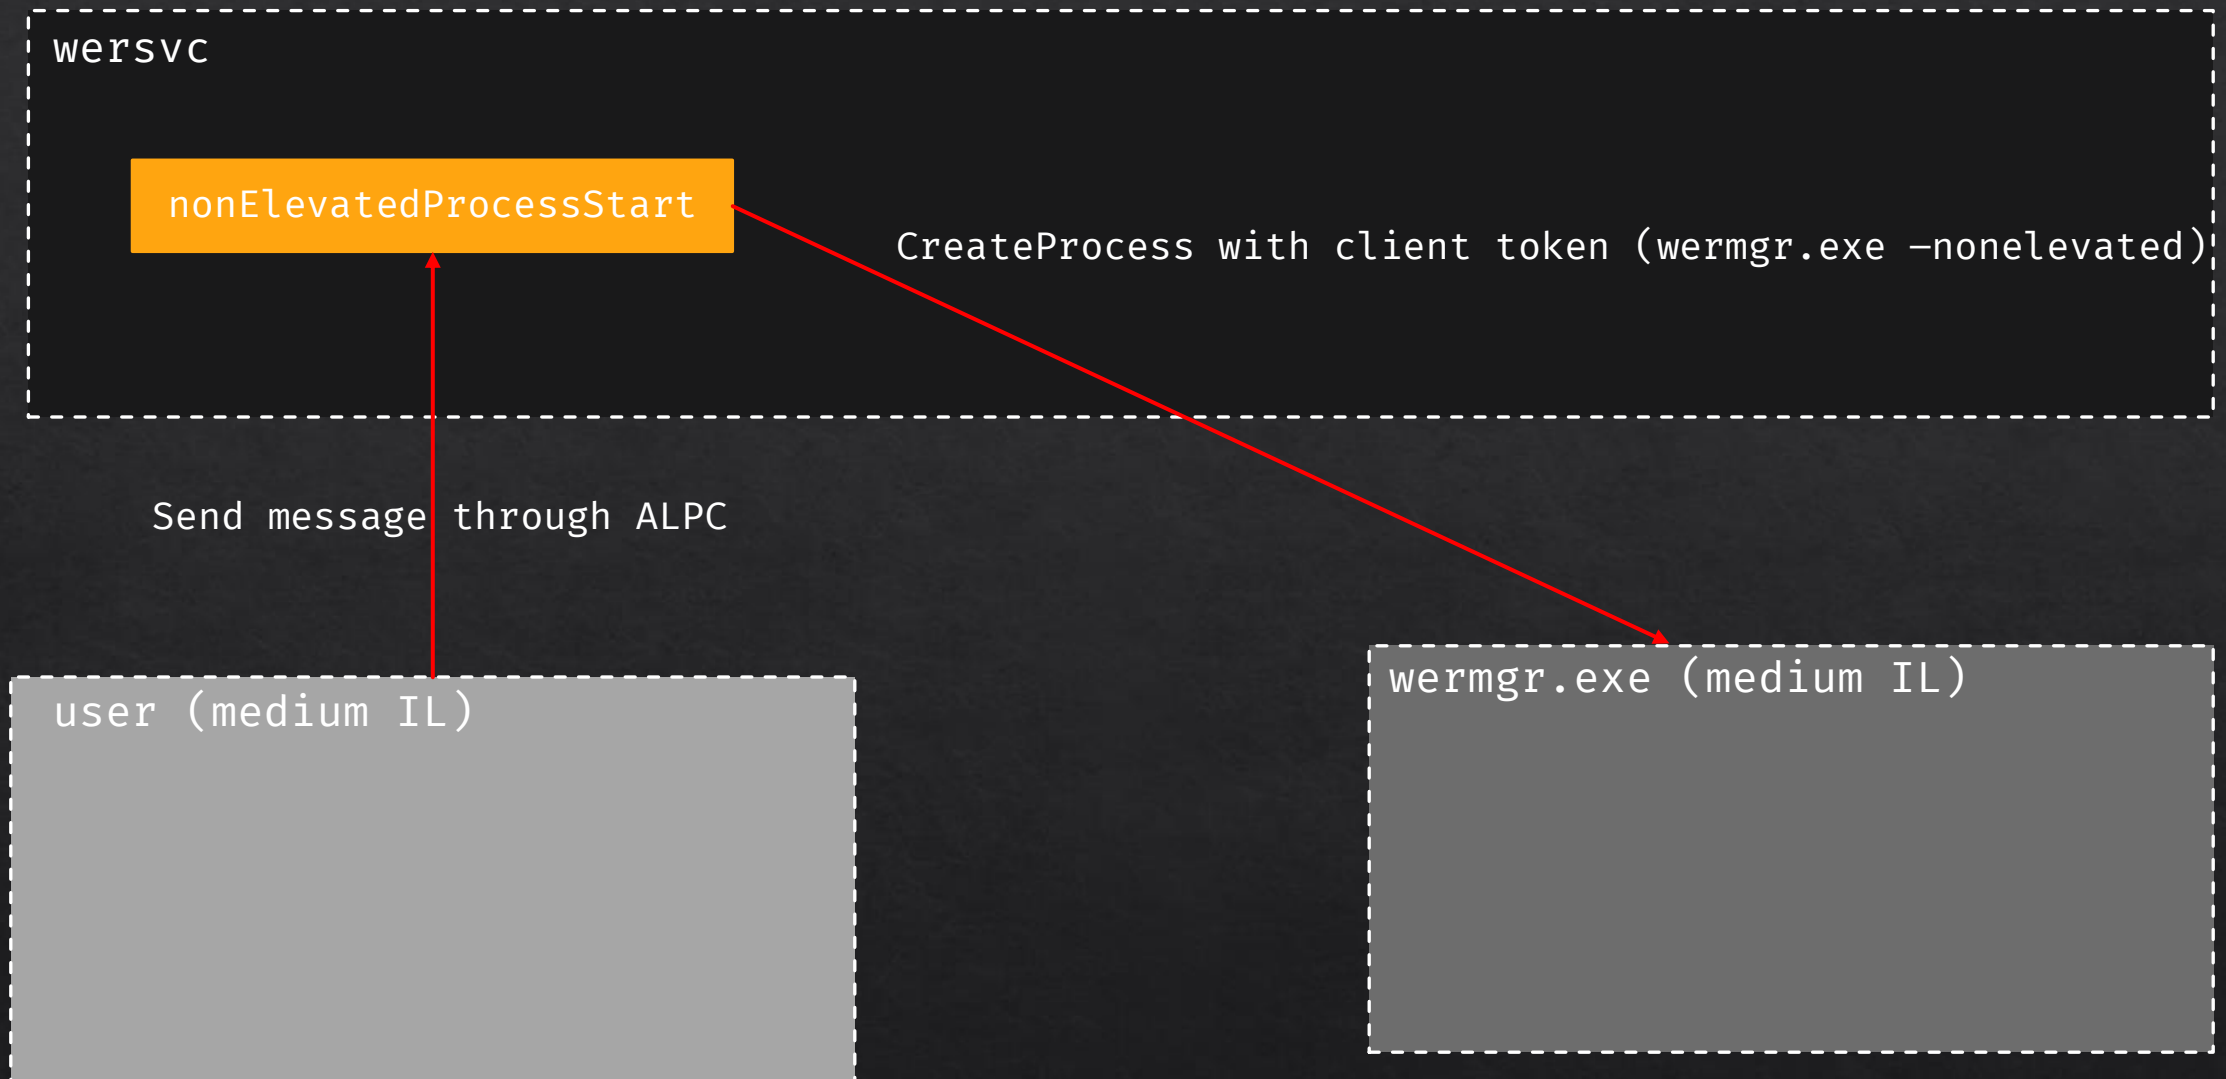 wersvc
nonElevatedProcessStart
CreateProcess with client token (wermgr.exe –nonelevated)
Send message through ALPC
user (medium IL)
wermgr.exe (medium IL)